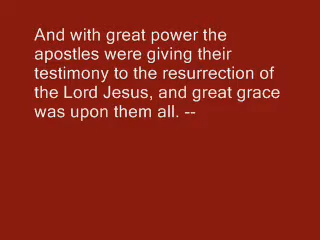 And with great power the
apostles were giving their
testimony to the resurrection of
the Lord Jesus, and great grace
was upon them all. --